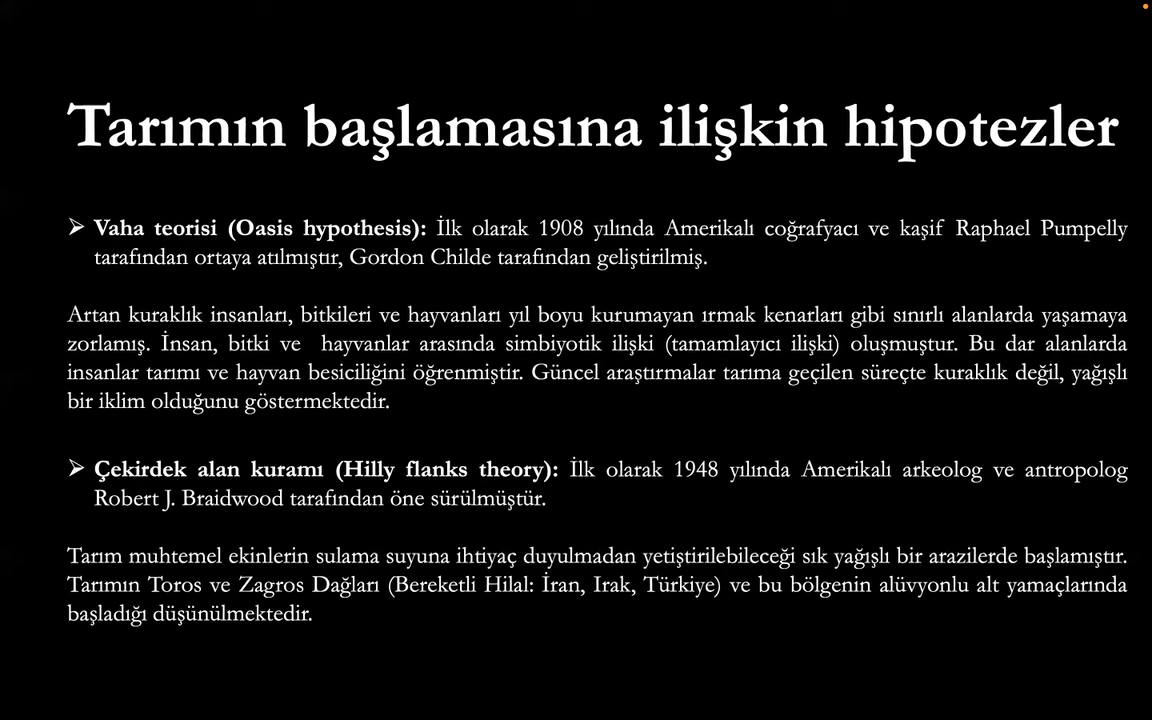 Tarımın başlamasına ilişkin hipotezler
➢ Vaha teorisi (Oasis hypothesis): İlk olarak 1908 yılında Amerikalı coğrafyacı ve kaşif Raphael Pumpelly
tarafından ortaya atılmıştır, Gordon Childe tarafından geliştirilmiş.
Artan kuraklık insanları, bitkileri ve hayvanları yıl boyu kurumayan ırmak kenarları gibi sınırlı alanlarda yaşamaya
zorlamış. İnsan, bitki ve  hayvanlar arasında simbiyotik ilişki (tamamlayıcı ilişki) oluşmuştur. Bu dar alanlarda
insanlar tarımı ve hayvan besiciliğini öğrenmiştir. Güncel araştırmalar tarıma geçilen süreçte kuraklık değil, yağışlı
bir iklim olduğunu göstermektedir.
➢ Çekirdek alan kuramı (Hilly flanks theory): İlk olarak 1948 yılında Amerikalı arkeolog ve antropolog
Robert J. Braidwood tarafından öne sürülmüştür.
Tarım muhtemel ekinlerin sulama suyuna ihtiyaç duyulmadan yetiştirilebileceği sık yağışlı bir arazilerde başlamıştır.
Tarımın Toros ve Zagros Dağları (Bereketli Hilal: İran, Irak, Türkiye) ve bu bölgenin alüvyonlu alt yamaçlarında
başladığı düşünülmektedir.